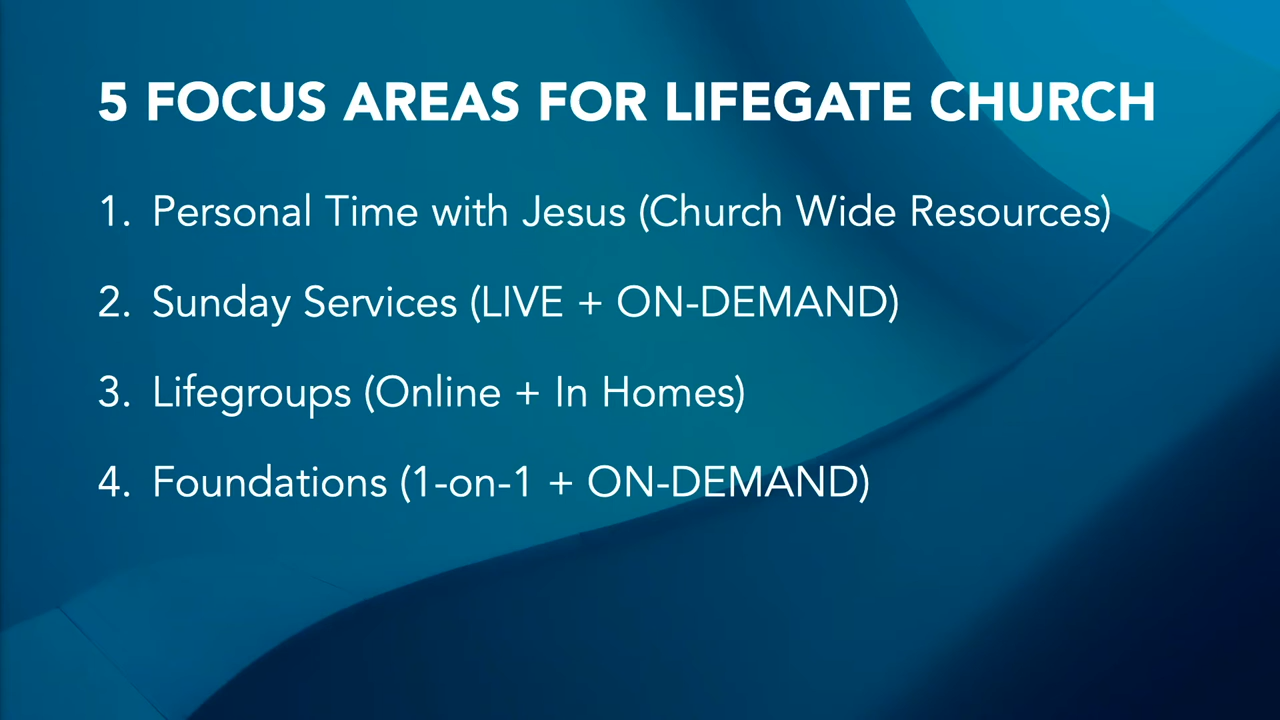 5 FOCUS AREAS FOR LIFEGATE CHURCH
1. Personal Time with Jesus (Church Wide Resources)
2. Sunday Services (LIVE + ON-DEMAND)
3. Lifegroups (Online + In Homes)
4. Foundations (1-on-1 + ON-DEMAND)